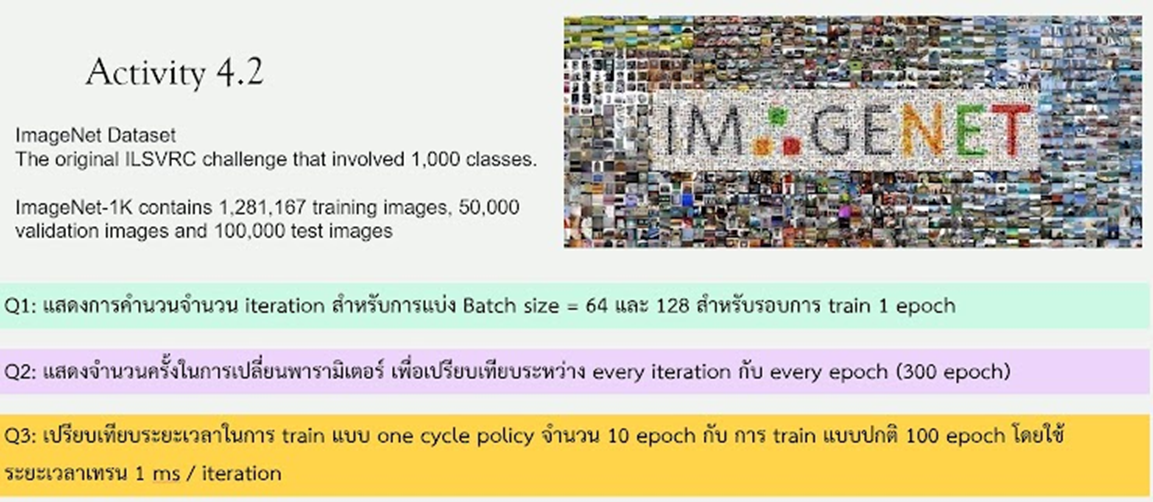 Activity 4.2
IMAGENET
ImageNet Dataset
The original ILSVRC challenge that involved 1,000 classes.
ImageNet-1K contains 1,281,167 training images, 50,000
validation images and 100,000 test images
Q1: แสดงการคำนวนจำนวน iteration สำหรับการแบ่ง Batch size = 64 และ 128 สำหรับรอบการ train 1 epoch
Q2: แสดงจำนวนครั้งในการเปลี่ยนพารามิเตอร์ เพื่อเปรียบเทียบระหว่าง every iteration กับ every epoch (300 epoch)
Q3: เปรียบเทียบระยะเวลาในการ train แบบ one cycle policy จำนวน 10 epoch กับ การ train แบบปกติ 100 epoch โดยใช้
ระยะเวลาเทรน 1 ms / iteration